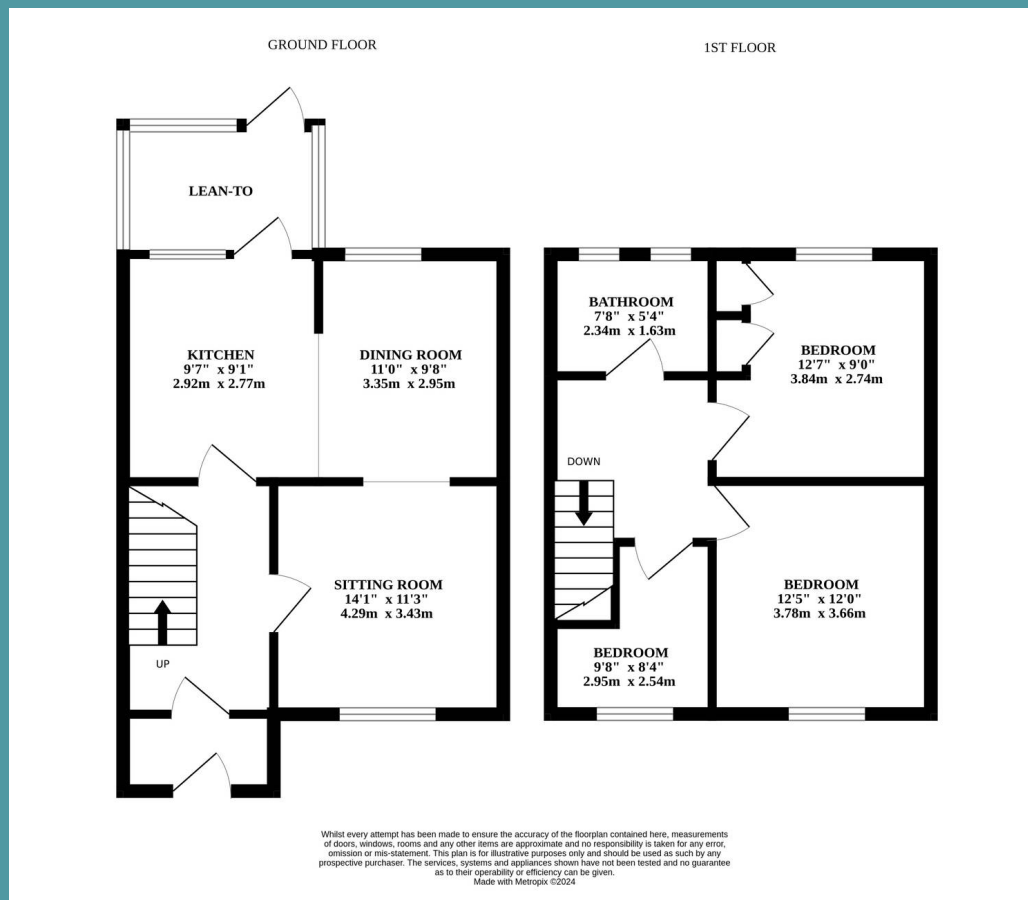 GROUND FLOOR
LEAN-TO
KITCHEN
9'7" x 9'1"
2.92m x 2.77m
DINING ROOM
11'0" x 9'8"
3.35m x 2.95m
SITTING ROOM
14'1" x 11'3"
4.29m x 3.43m
UP
1ST FLOOR
BATHROOM
7'8" x 5'4"
2.34m x 1.63m
BEDROOM
12'7" x 9'0"
3.84m x 2.74m
DOWN
BEDROOM
12'5" x 12'0"
3.78m x 3.66m
BEDROOM
9'8" x 8'4"
2.95m x 2.54m
Whilst every attempt has been made to ensure the accuracy of the floorplan contained here, measurements
of doors, windows, rooms and any other items are approximate and no responsibility is taken for any error,
omission or mis-statement. This plan is for illustrative purposes only and should be used as such by any
prospective purchaser. The services, systems and appliances shown have not been tested and no guarantee
as to their operability or efficiency can be given.
Made with Metropix ©2024